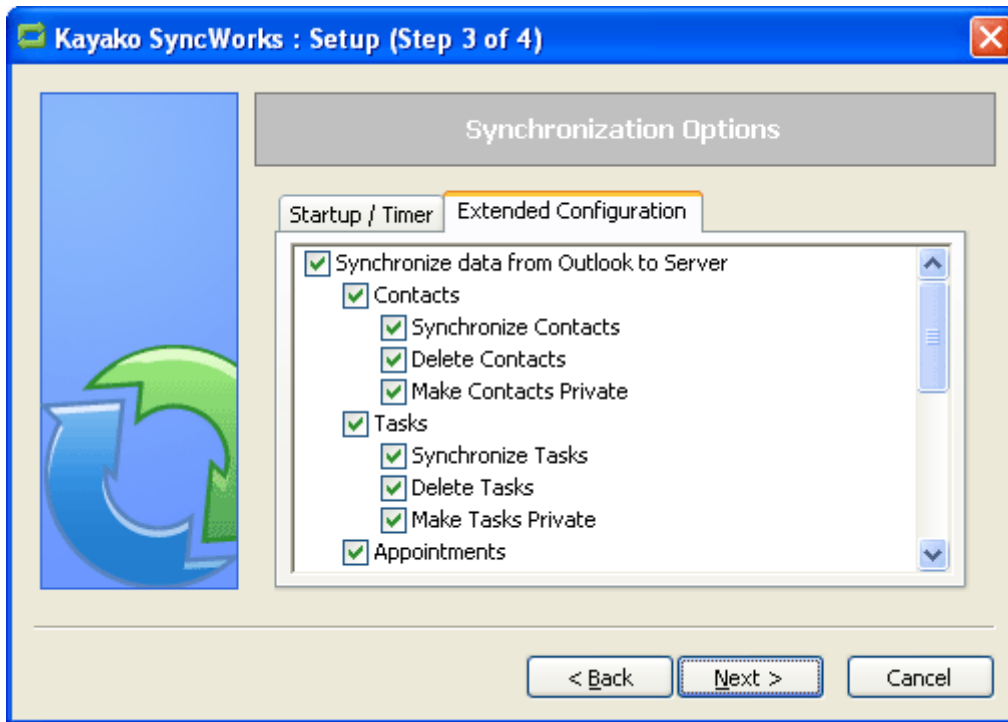 Kayako SyncWorks : Setup (Step 3 of 4)
Synchronization Options
Startup / Timer
Extended Configuration
Synchronize data from Outlook to Server
Contacts
Synchronize Contacts
Delete Contacts
Make Contacts Private
Tasks
Synchronize Tasks
Delete Tasks
Make Tasks Private
Appointments
< Back
Next >
Cancel